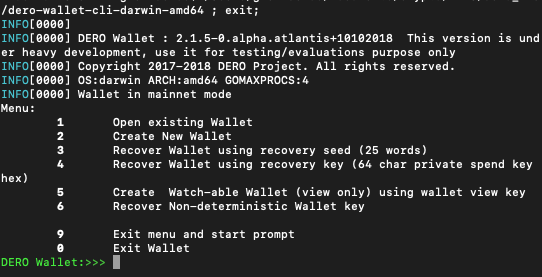 /dero-wallet-cli-darwin-amd64 ; exit;
INFO[0000]
INFO[0000] DERO Wallet : 2.1.5-0.alpha.atlantis+10102018  This version is und
er heavy development, use it for testing/evaluations purpose only
INFO[0000] Copyright 2017-2018 DERO Project. All rights reserved.
INFO[0000] OS:darwin ARCH:amd64 GOMAXPROCS:4
INFO[0000] Wallet in mainnet mode
Menu:
1 Open existing Wallet
2 Create New Wallet
3 Recover Wallet using recovery seed (25 words)
4 Recover Wallet using recovery key (64 char private spend key
hex)
5 Create  Watch-able Wallet (view only) using wallet view key
6 Recover Non-deterministic Wallet key
9 Exit menu and start prompt
0 Exit Wallet
DERO Wallet:>>>